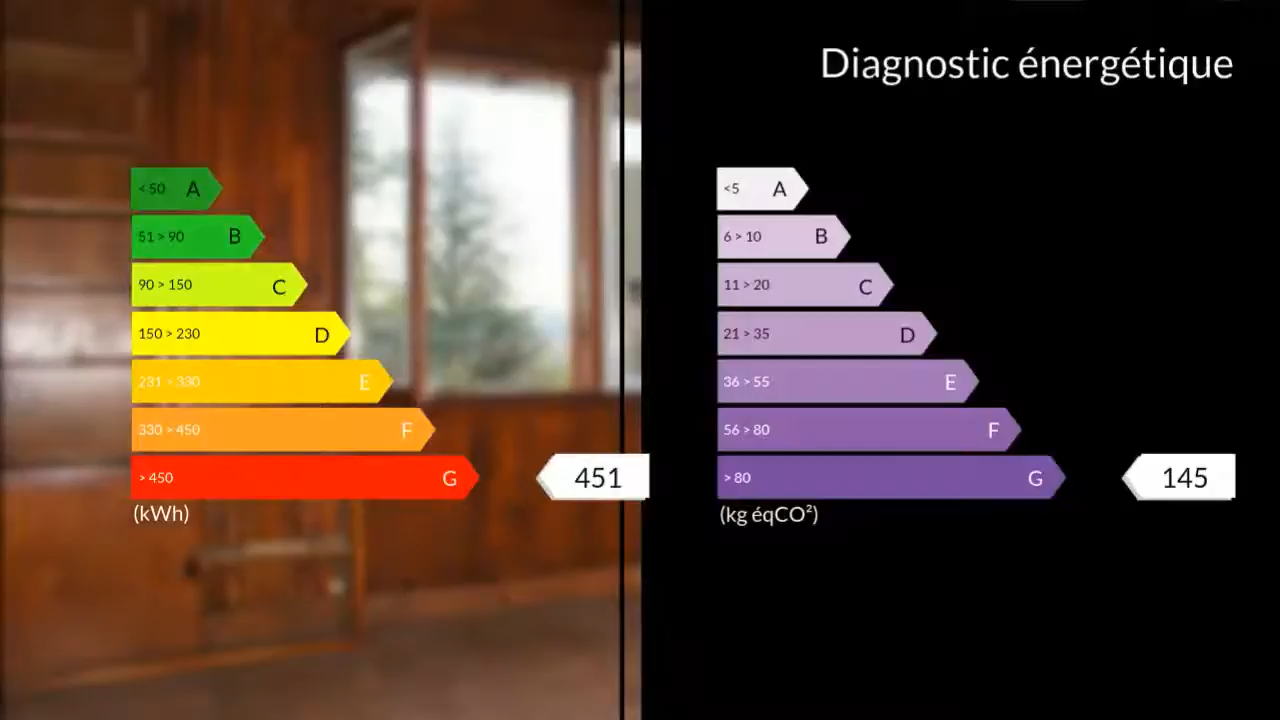 Diagnostic énergétique
<50 A
51 > 90 B
90 > 150 C
150 > 230 D
231 > 330 E
330 > 450 F
> 450 G
451
(kWh)
<5 A
6 > 10 B
11 > 20 C
21 > 35 D
36 > 55 E
56 > 80 F
> 80 G
145
(kg éqCO²)